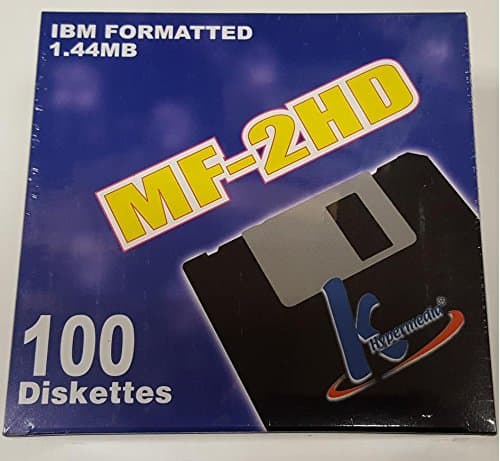 IBM FORMATTED
1.44MB
MF-2HD
K
Hypermedia®
100
Diskettes